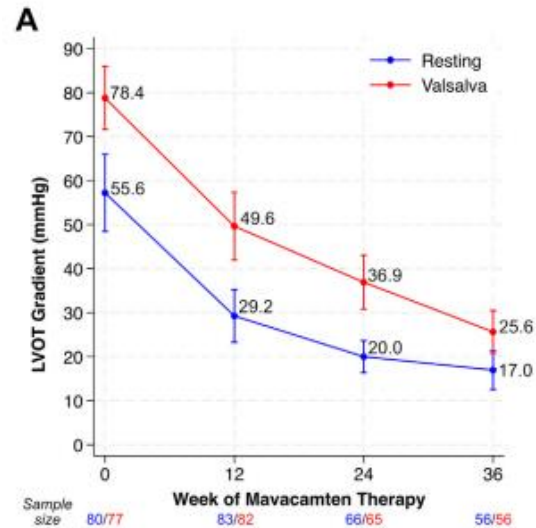 A
LVOT Gradient (mmHg)
90
80
70
60
50
40
30
20
10
0
Resting
Valsalva
78.4
55.6
49.6
29.2
36.9
20.0
25.6
17.0
0 12 24 36
Week of Mavacamten Therapy
Sample
size
80/77 83/82 66/65 56/56